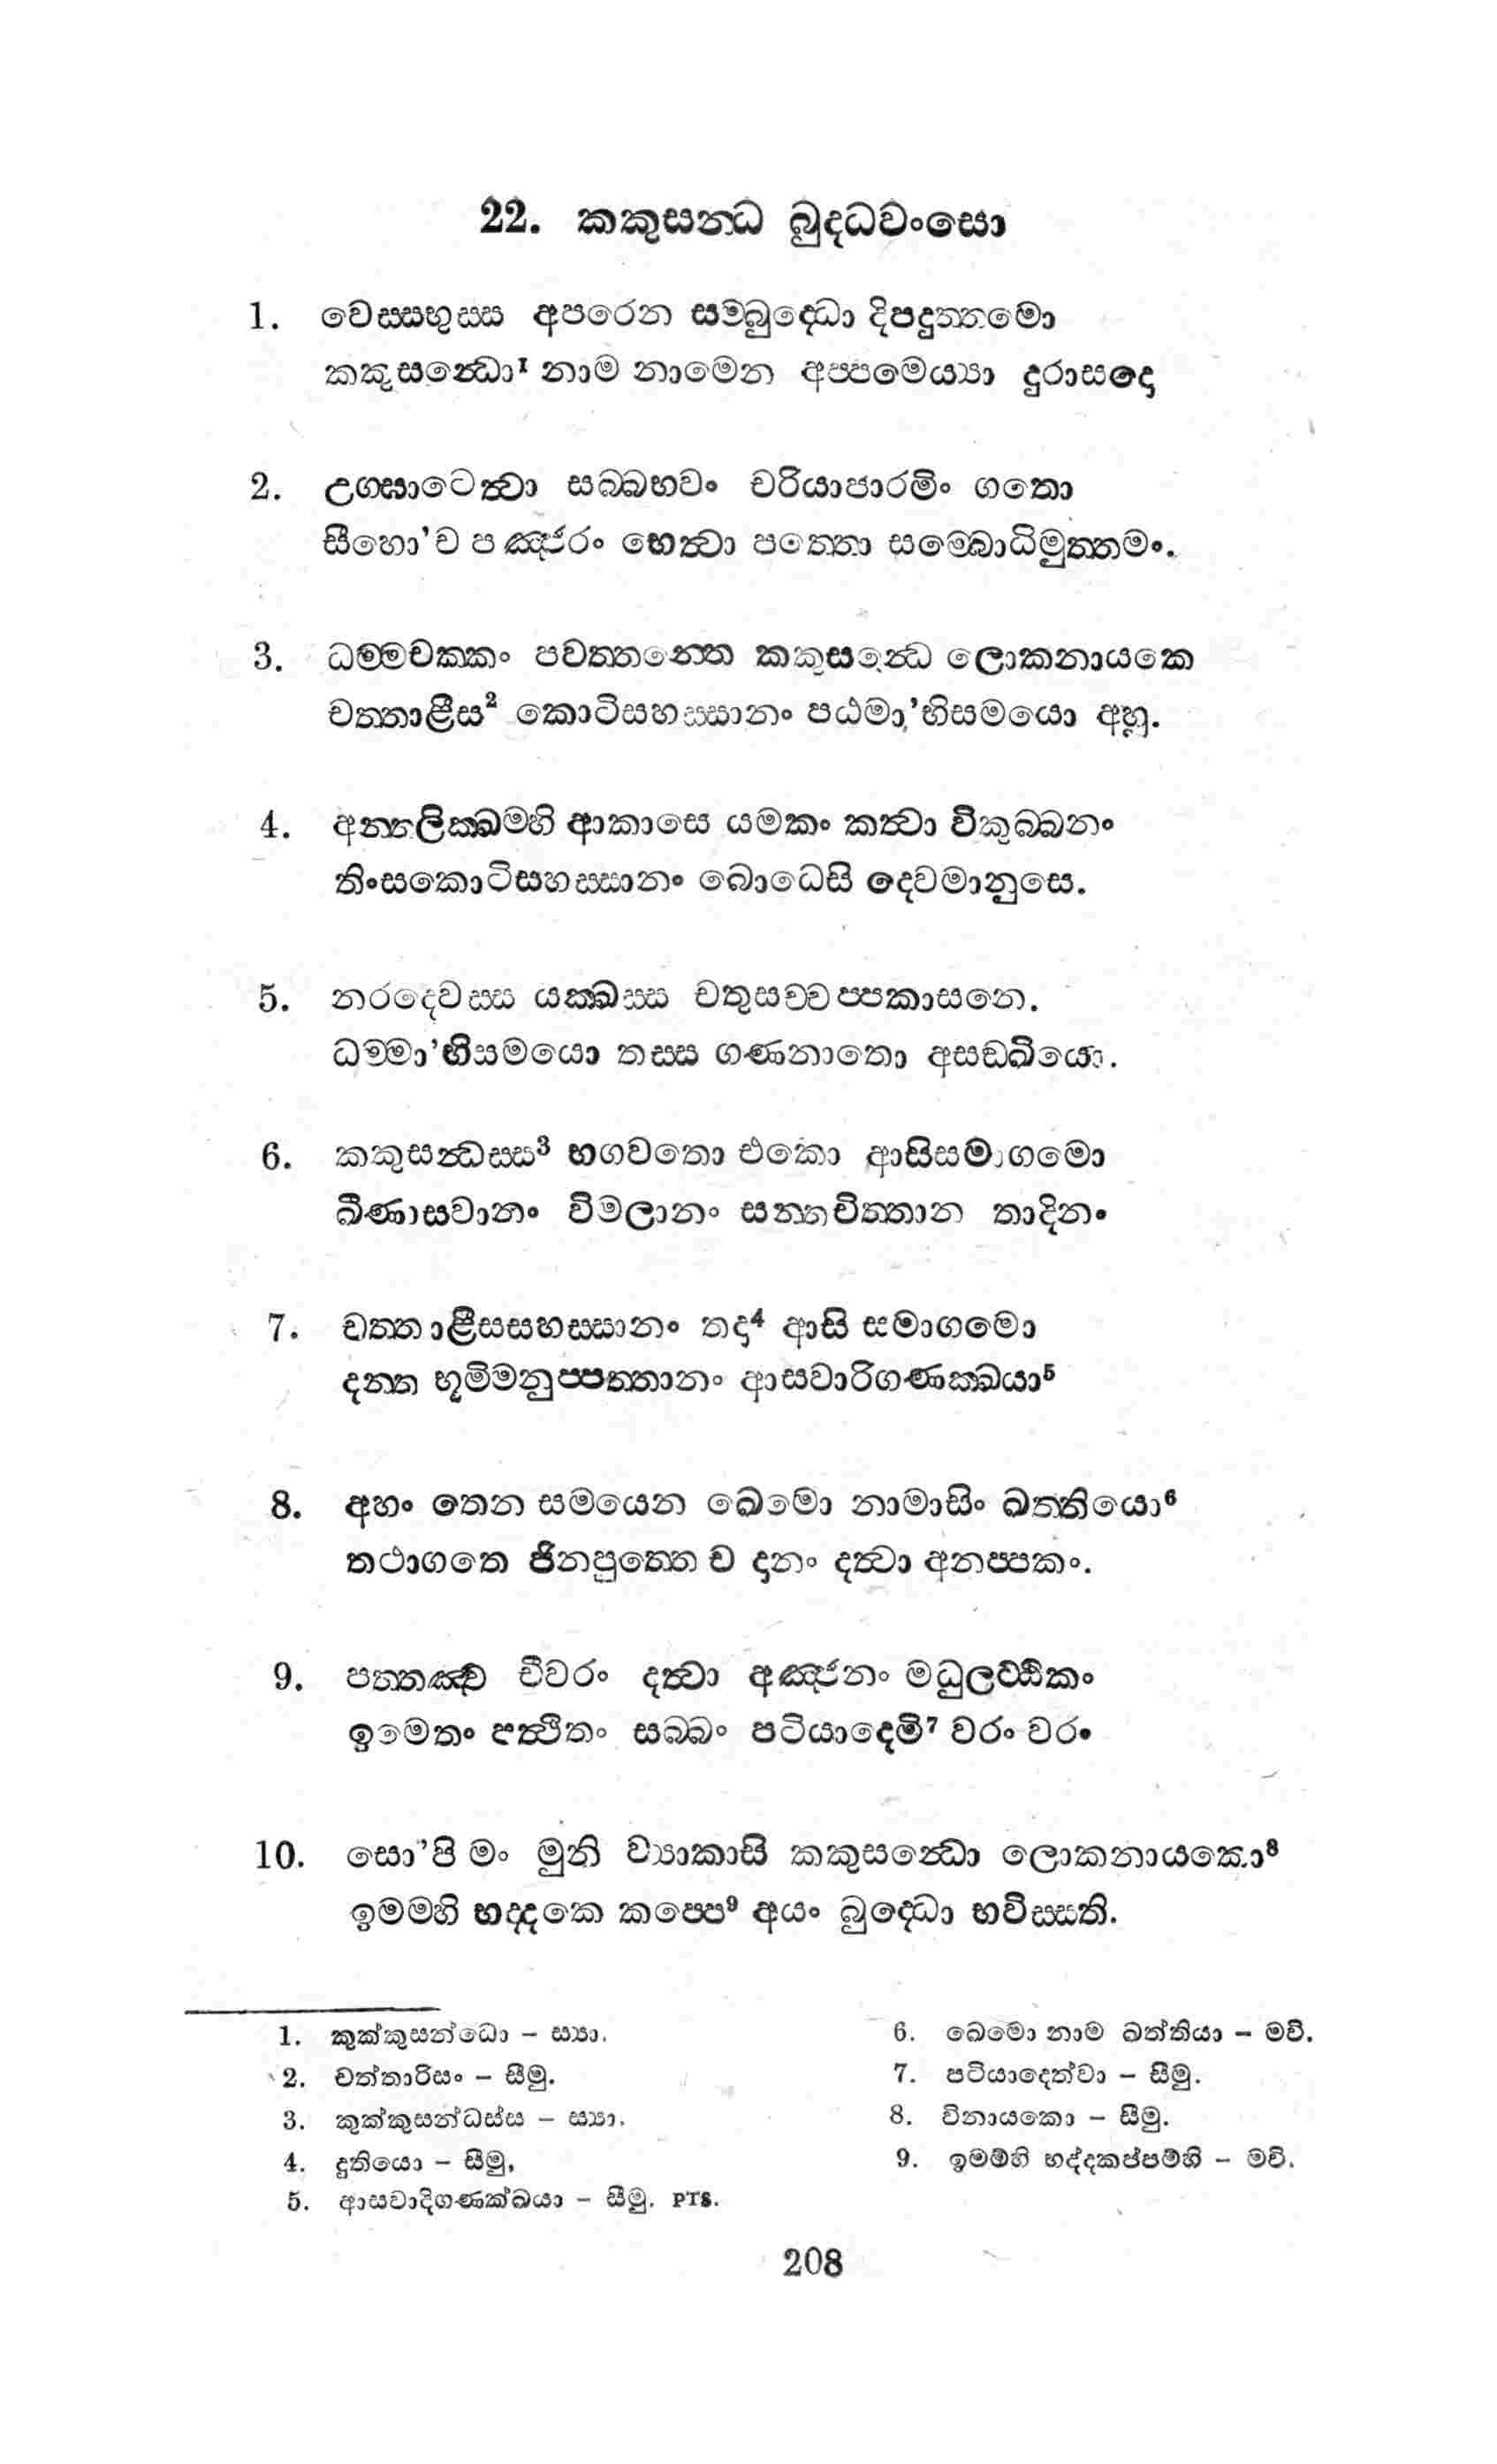 22. කකුසන්‍ධ බුද්‍ධවංසො
1. වෙස්සභුස්ස අපරෙන සම්බුද්‍ධො දිපදුත්තමො
කකුසන්‍ධො¹ නාම නාමෙන අප්පමෙය්‍යො දුරාසදො
2. උග්ඝාටෙත්‍වා සබ්බභවං චරියාපාරමිං ගතො
සීහො’ච පඤ්ජරං භෙත්‍වා පත්තො සම්බොධිමුත්තමං.
3. ධම්මචක්කං පවත්තන්තෙ කකුසන්‍ධෙ ලොකනායකෙ
චත්තාළීස² කොටිසහස්සානං පඨමා’භිසමයො අහු.
4. අන්තලික්ඛම්හි ආකාසෙ යමකං කත්‍වා විකුබ්බනං
තිංසකොටිසහස්සානං බොධෙසි දෙවමානුසෙ.
5. නරදෙවස්ස යක්ඛස්ස චතුසච්චප්පකාසනෙ.
ධම්මා’භිසමයො තස්ස ගණනාතො අසඞ්ඛියො.
6. කකුසන්‍ධස්ස³ භගවතො එකො ආසිසමාගමො
ඛීණාසවානං විමලානං සන්තචිත්තාන තාදිනං
7. චත්තාළීසසහස්සානං තදා⁴ ආසි සමාගමො
දන්ත භූමිමනුප්පත්තානං ආසවාරිගණක්ඛයා⁵
8. අහං තෙන සමයෙන ඛෙමො නාමාසිං ඛත්තියො⁶
තථාගතෙ ජිනපුත්තෙ ච දානං දත්‍වා අනප්පකං.
9. පත්තඤ්ච චීවරං දත්‍වා අඤ්ජනං මධුලට්ඨිකං
ඉමෙතං පත්‍ථිතං සබ්බං පටියාදෙමි⁷ වරං වරං
10. සො’පි මං මුනි ව්‍යාකාසි කකුසන්‍ධො ලොකනායකො⁸
ඉමම්හි භද්දකෙ කප්පෙ⁹ අයං බුද්‍ධො භවිස්සති.
1. කුක්කුසන්ධො – ස්‍යා.
2. චත්තාරිසං – සීමු.
3. කුක්කුසන්ධස්ස – ස්‍යා.
4. දුතියො – සීමු,
5. ආසවාදිගණක්ඛයා – සීමු. PTS.
6. ඛෙමො නාම ඛත්තියා – මවි.
7. පටියාදෙත්වා – සීමු.
8. විනායකො – සීමු.
9. ඉමම්හි භද්දකප්පම්හි – මවි.
208